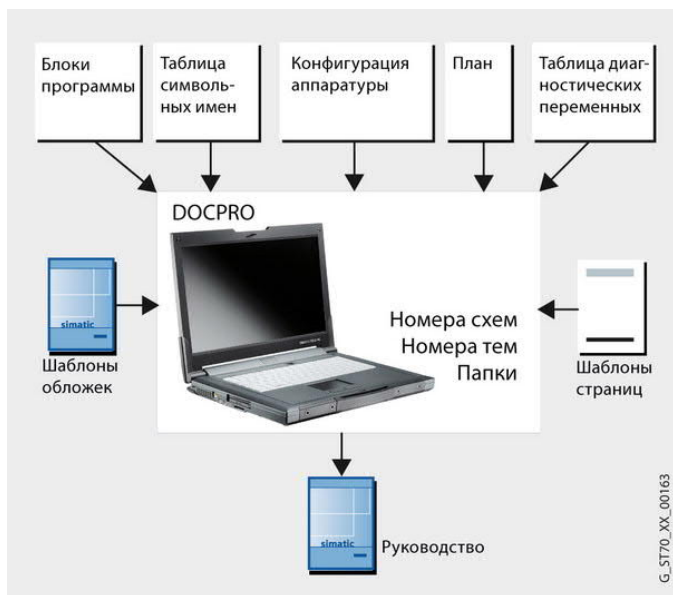 Блоки
программы
Таблица
символь-
ных имен
Конфигурация
аппаратуры
План
Таблица диаг-
ностических
переменных
DOCPRO
simatic
Шаблоны
обложек
Номера схем
Номера тем
Папки
Шаблоны
страниц
simatic
Руководство
G_ST70_XX_00163